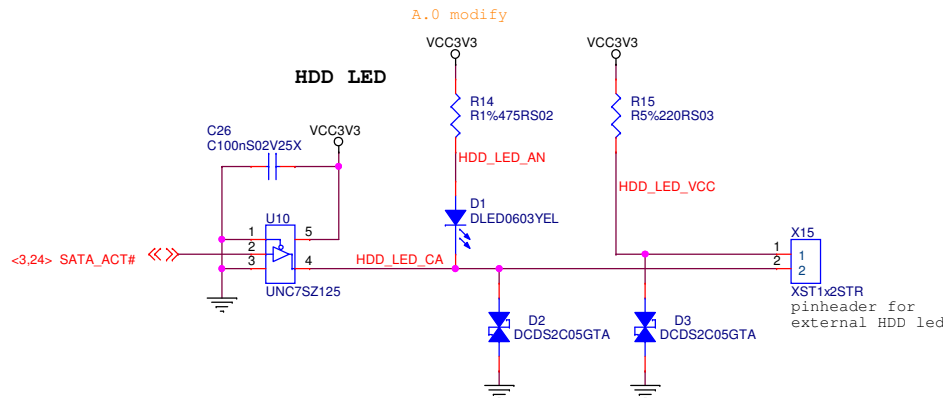 A.0 modify
VCC3V3
VCC3V3
HDD LED
R14
R1%475RS02
R15
R5%220RS03
C26
C100nS02V25X
VCC3V3
HDD_LED_AN
HDD_LED_VCC
D1
DLED0603YEL
U10
1
5
2
3
4
<3,24> SATA_ACT#
HDD_LED_CA
UNC7SZ125
X15
1
1
2
2
XST1x2STR
pinheader for
external HDD led
D2
DCDS2C05GTA
D3
DCDS2C05GTA